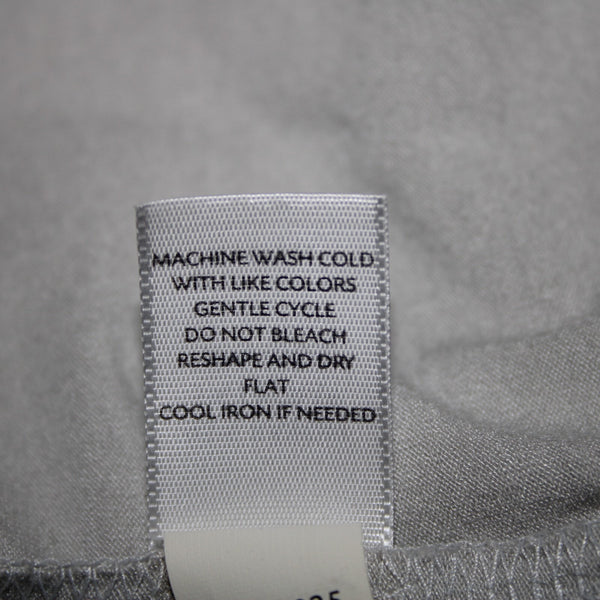 MACHINE WASH COLD
WITH LIKE COLORS
GENTLE CYCLE
DO NOT BLEACH
RESHAPE AND DRY
FLAT
COOL IRON IF NEEDED